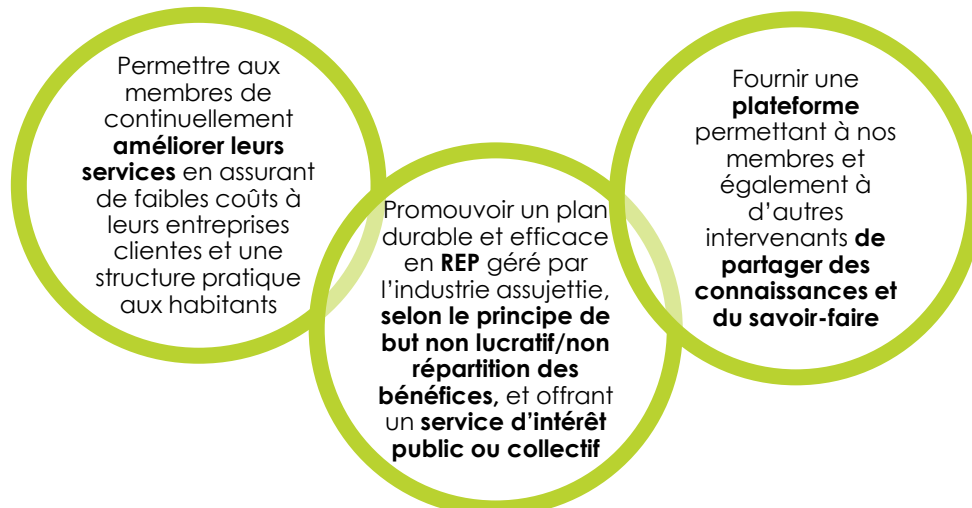 Permettre aux
membres de
continuellement
améliorer leurs
services en assurant
de faibles coûts à
leurs entreprises
clientes et une
structure pratique
aux habitants
Promouvoir un plan
durable et efficace
en REP géré par
l'industrie assujettie,
selon le principe de
but non lucratif/non
répartition des
bénéfices, et offrant
un service d'intérêt
public ou collectif
Fournir une
plateforme
permettant à nos
membres et
également à
d'autres
intervenants de
partager des
connaissances et
du savoir-faire